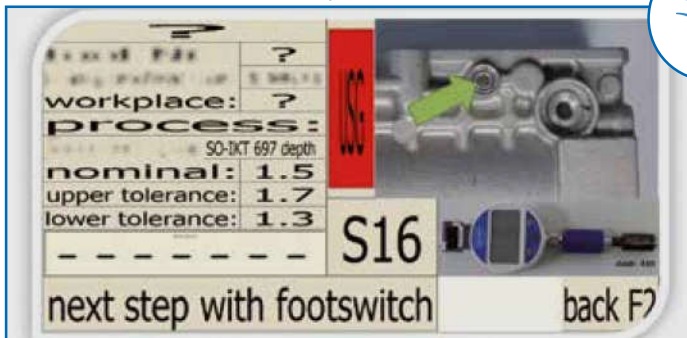 ?
?
workplace: ?
process:
SO-IKT 697 depth
nominal: 1.5
upper tolerance: 1.7
lower tolerance: 1.3
- - - - - - -
S16
next step with footswitch
back F2